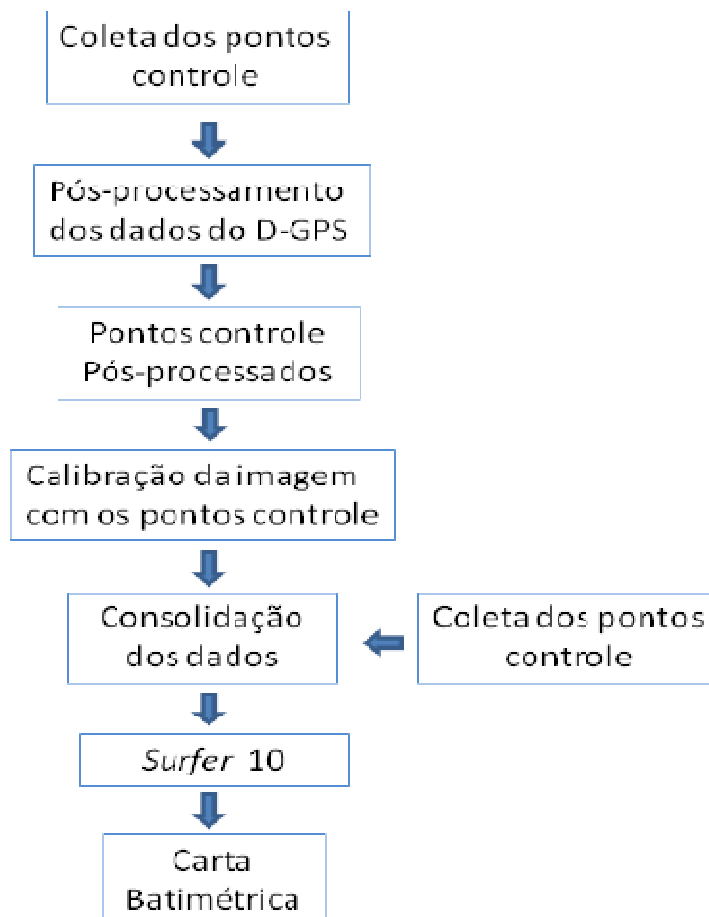 Coleta dos pontos
controle
Pós-processamento
dos dados do D-GPS
Pontos controle
Pós-processados
Calibração da imagem
com os pontos controle
Consolidação
dos dados
Coleta dos pontos
controle
Surfer 10
Carta
Batimétrica